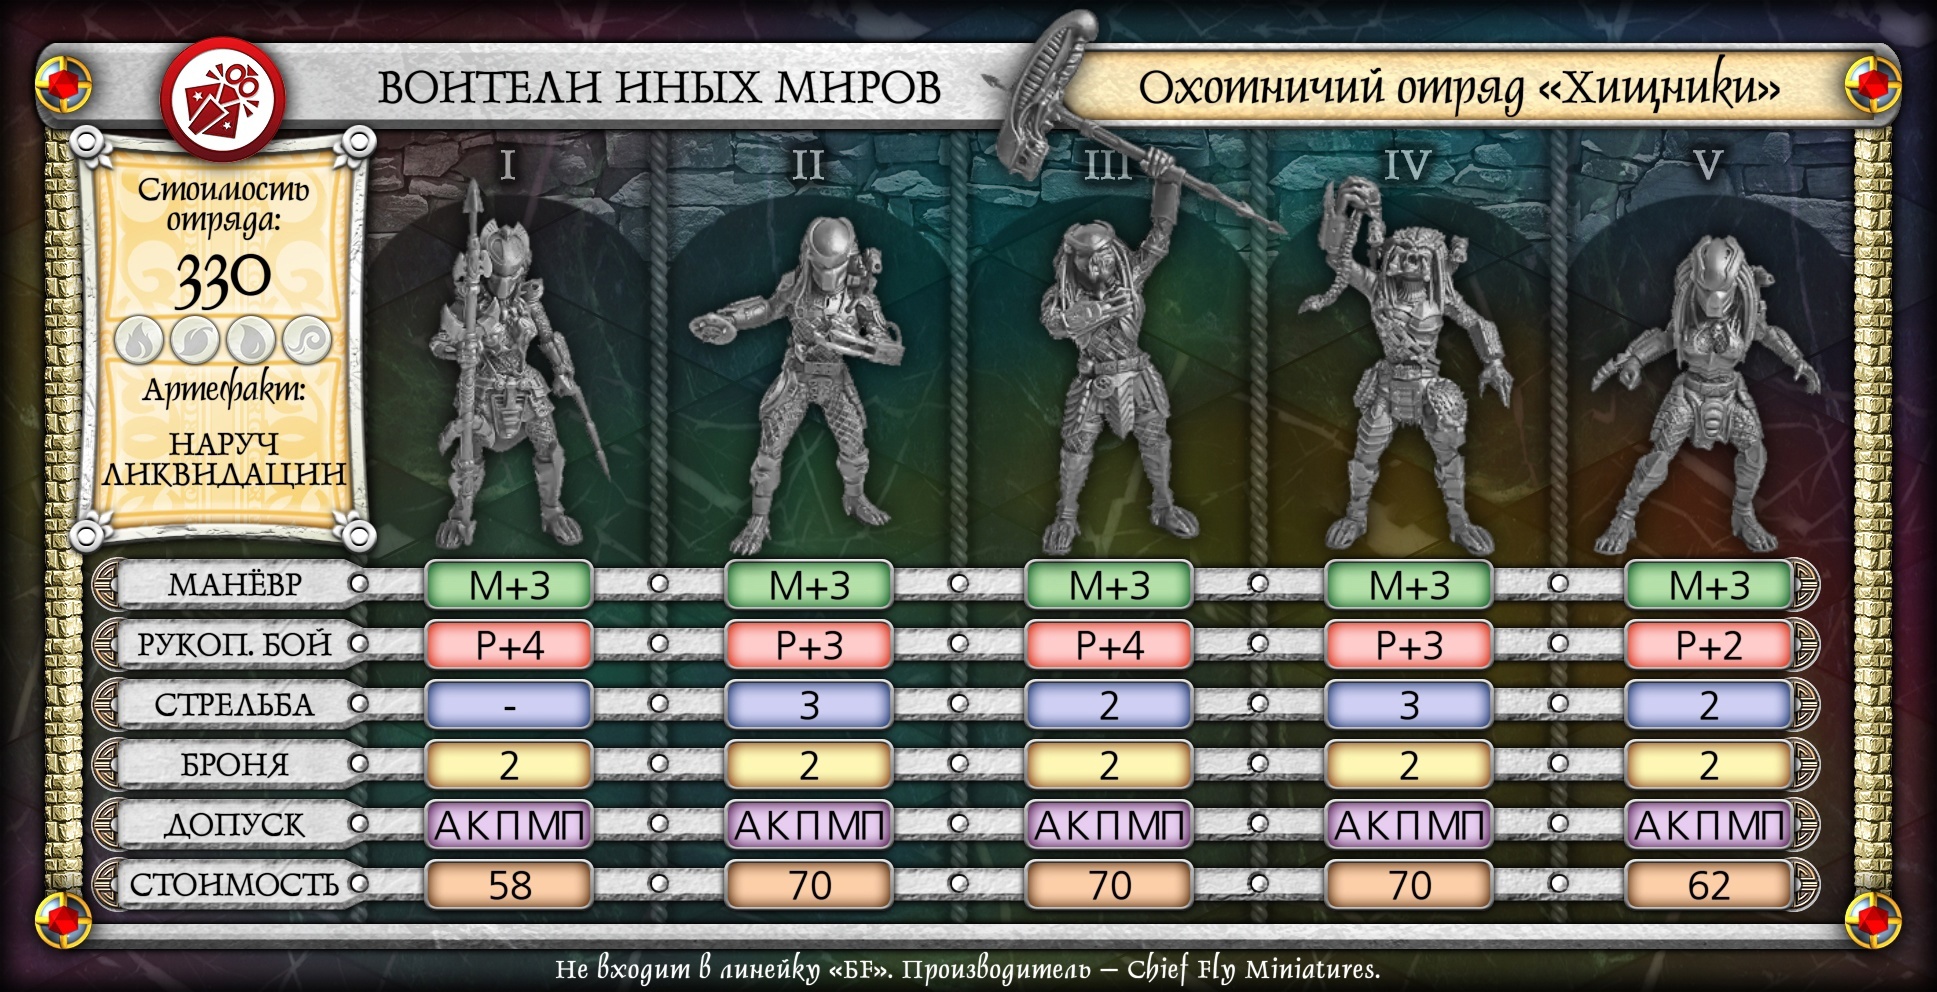 ВОИТЕЛИ ИНЫХ МИРОВ
Охотничий отряд «Хищники»
Стоимость
отряда:
330
Артефакт:
НАРУЧ
ЛИКВИДАЦИИ
I II III IV V
МАНЁВР M+3 M+3 M+3 M+3 M+3
РУКОП. БОЙ Р+4 Р+3 Р+4 Р+3 Р+2
СТРЕЛЬБА - 3 2 3 2
БРОНЯ 2 2 2 2 2
ДОПУСК АКПМП АКПМП АКПМП АКПМП АКПМП
СТОИМОСТЬ 58 70 70 70 62
Не входит в линейку «БF». Производитель — Chief Fly Miniatures.